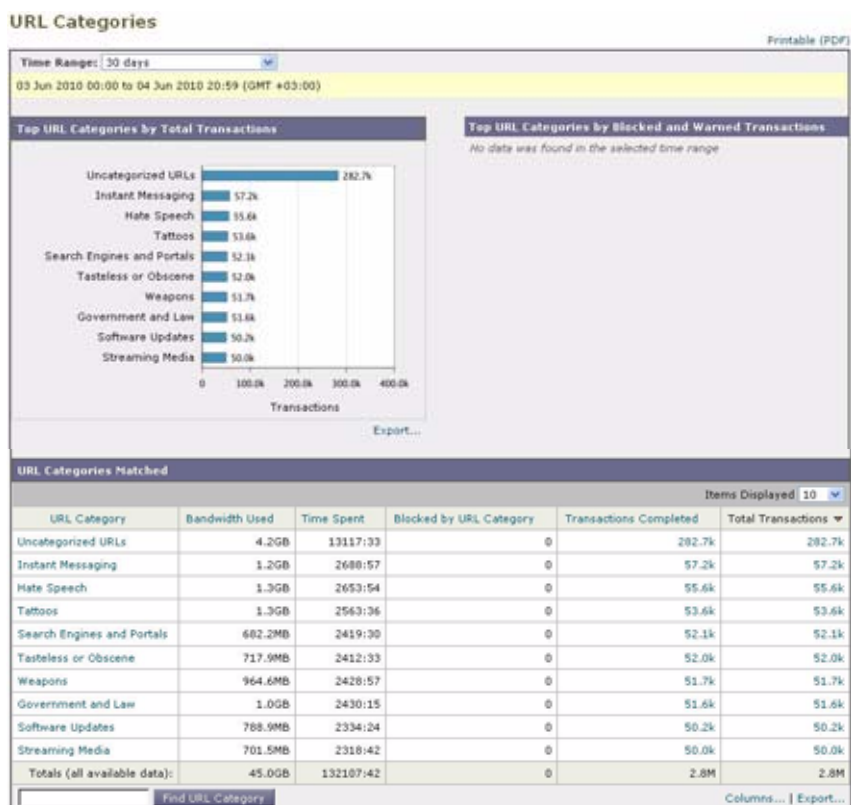 URL Categories
Printable (PDF)
Time Range: 30 days
03 Jun 2010 00:00 to 04 Jun 2010 20:59 (GMT +03:00)
Top URL Categories by Total Transactions
Uncategorized URLs 282.7k
Instant Messaging 57.2k
Hate Speech 55.6k
Tattoos 53.6k
Search Engines and Portals 52.1k
Tasteless or Obscene 52.0k
Weapons 51.7k
Government and Law 51.6k
Software Updates 50.2k
Streaming Media 50.0k
0 100.0k 200.0k 300.0k 400.0k
Transactions
Export...
Top URL Categories by Blocked and Warned Transactions
No data was found in the selected time range
URL Categories Matched
Items Displayed 10
URL Category Bandwidth Used Time Spent Blocked by URL Category Transactions Completed Total Transactions
Uncategorized URLs 4.2GB 13117:33 0 282.7k 282.7k
Instant Messaging 1.2GB 2688:57 0 57.2k 57.2k
Hate Speech 1.3GB 2653:54 0 55.6k 55.6k
Tattoos 1.3GB 2563:36 0 53.6k 53.6k
Search Engines and Portals 682.2MB 2419:30 0 52.1k 52.1k
Tasteless or Obscene 717.9MB 2412:33 0 52.0k 52.0k
Weapons 964.6MB 2428:57 0 51.7k 51.7k
Government and Law 1.0GB 2430:15 0 51.6k 51.6k
Software Updates 788.9MB 2334:24 0 50.2k 50.2k
Streaming Media 701.5MB 2318:42 0 50.0k 50.0k
Totals (all available data): 45.0GB 132107:42 0 2.8M 2.8M
Find URL Category
Columns... | Export...